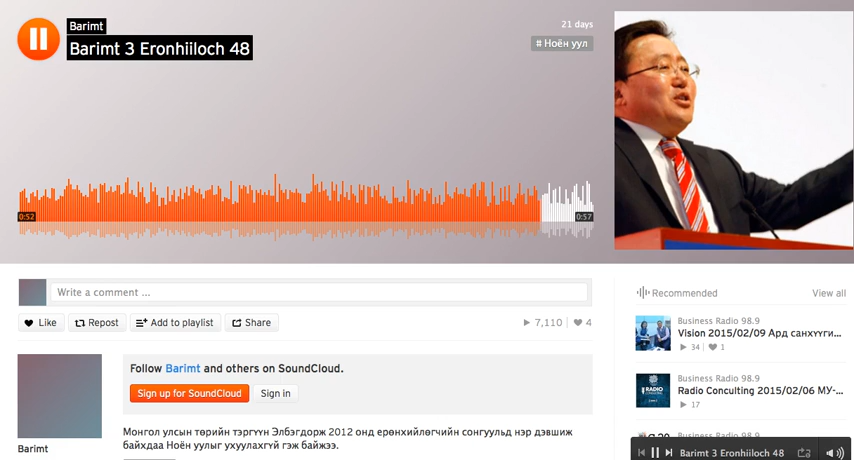 Barimt
21 days
Barimt 3 Eronhiiloch 48
# Ноён уул
0:52
0:57
Write a comment ...
Like
Repost
Add to playlist
Share
7,110
4
Follow Barimt and others on SoundCloud.
Sign up for SoundCloud
Sign in
Barimt
Монгол улсын төрийн тэргүүн Элбэгдорж 2012 онд ерөнхийлөгчийн сонгуульд нэр дэвшиж
байхдаа Ноён уулыг ухуулахгүй гэж байжээ.
Recommended
View all
Business Radio 98.9
Vision 2015/02/09 Ард санхүүги...
34
1
Business Radio 98.9
Radio Conculting 2015/02/06 МУ-...
17
RADIO
Business Radio 98.9
Barimt 3 Eronhiiloch 48